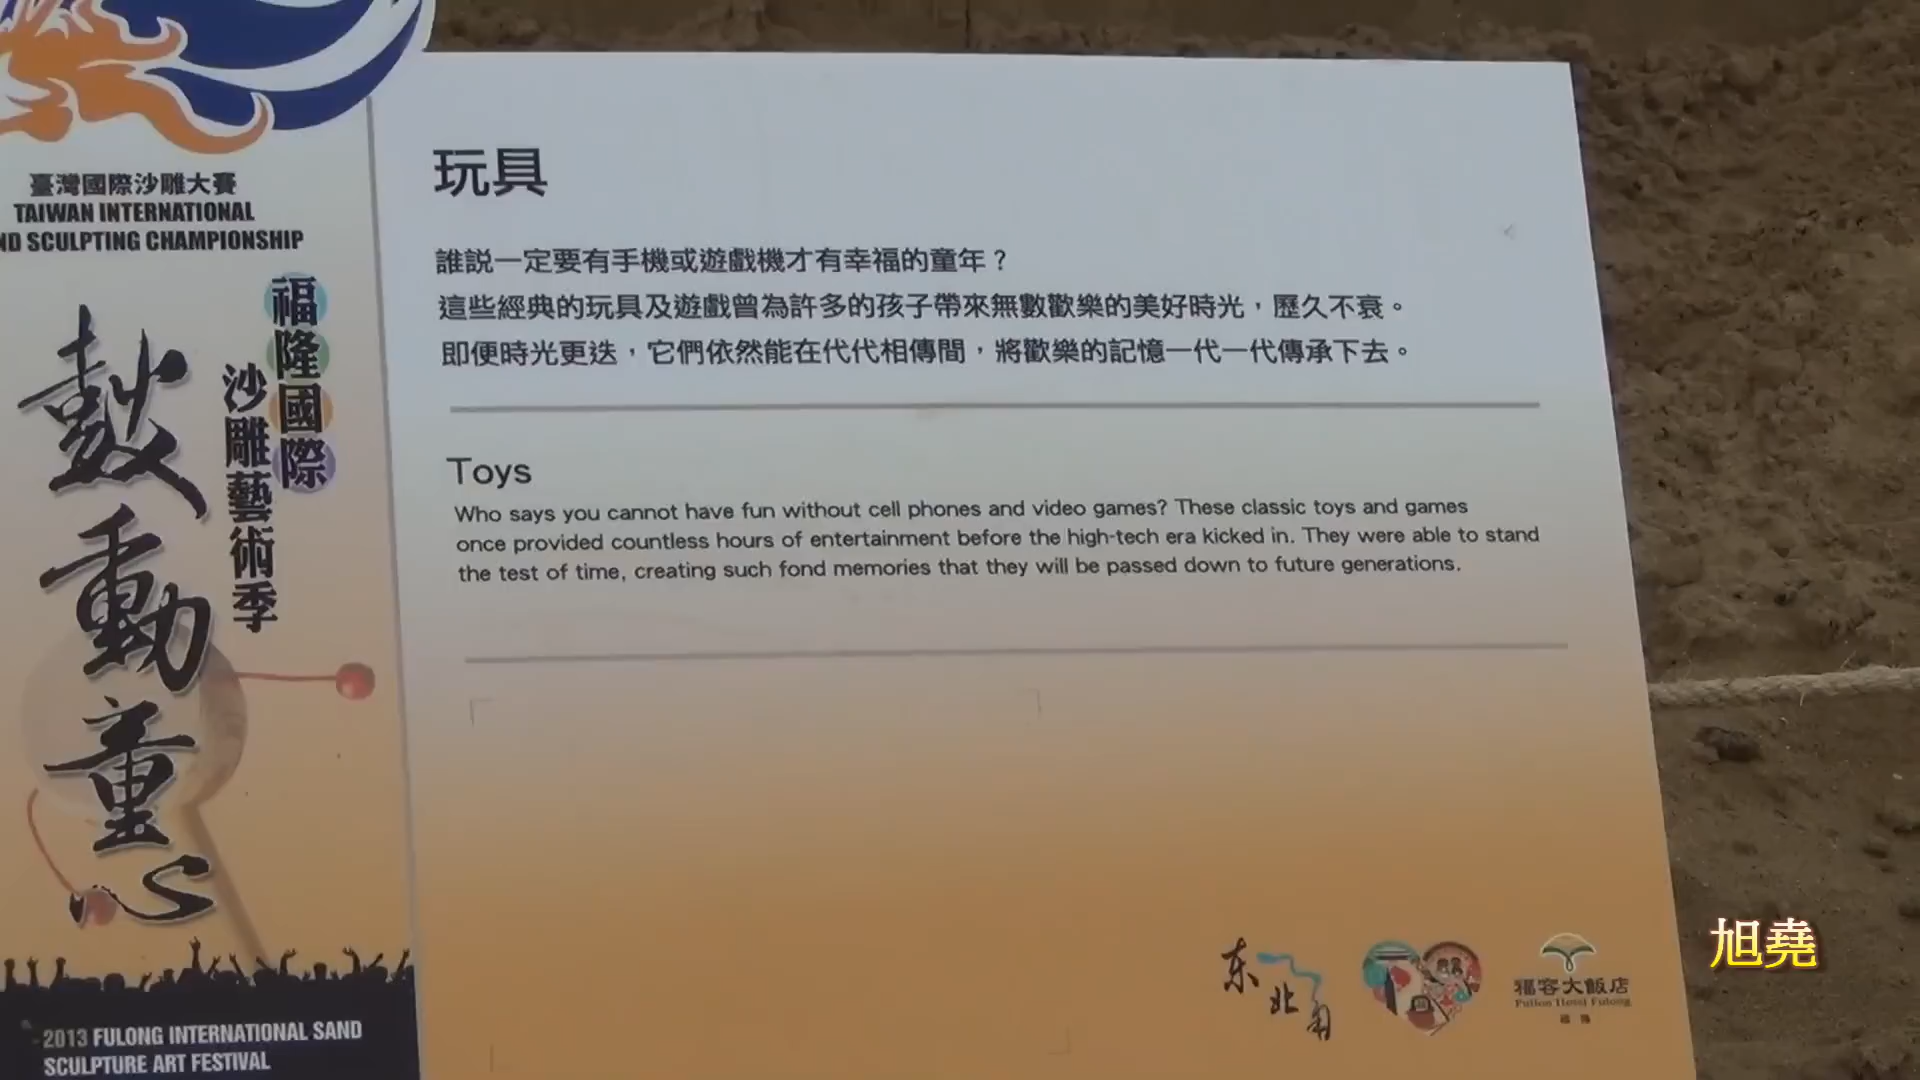 臺灣國際沙雕大賽
TAIWAN INTERNATIONAL
ND SCULPTING CHAMPIONSHIP
福隆國際
沙雕藝術季
鼓動童心
2013 FULONG INTERNATIONAL SAND
SCULPTURE ART FESTIVAL
玩具
誰說一定要有手機或遊戲機才有幸福的童年？
這些經典的玩具及遊戲曾為許多的孩子帶來無數歡樂的美好時光，歷久不衰。
即便時光更迭，它們依然能在代代相傳間，將歡樂的記憶一代一代傳承下去。
Toys
Who says you cannot have fun without cell phones and video games? These classic toys and games
once provided countless hours of entertainment before the high-tech era kicked in. They were able to stand
the test of time, creating such fond memories that they will be passed down to future generations.
东北角
福容大飯店
Fullon Hotel Fulong
福隆
旭堯